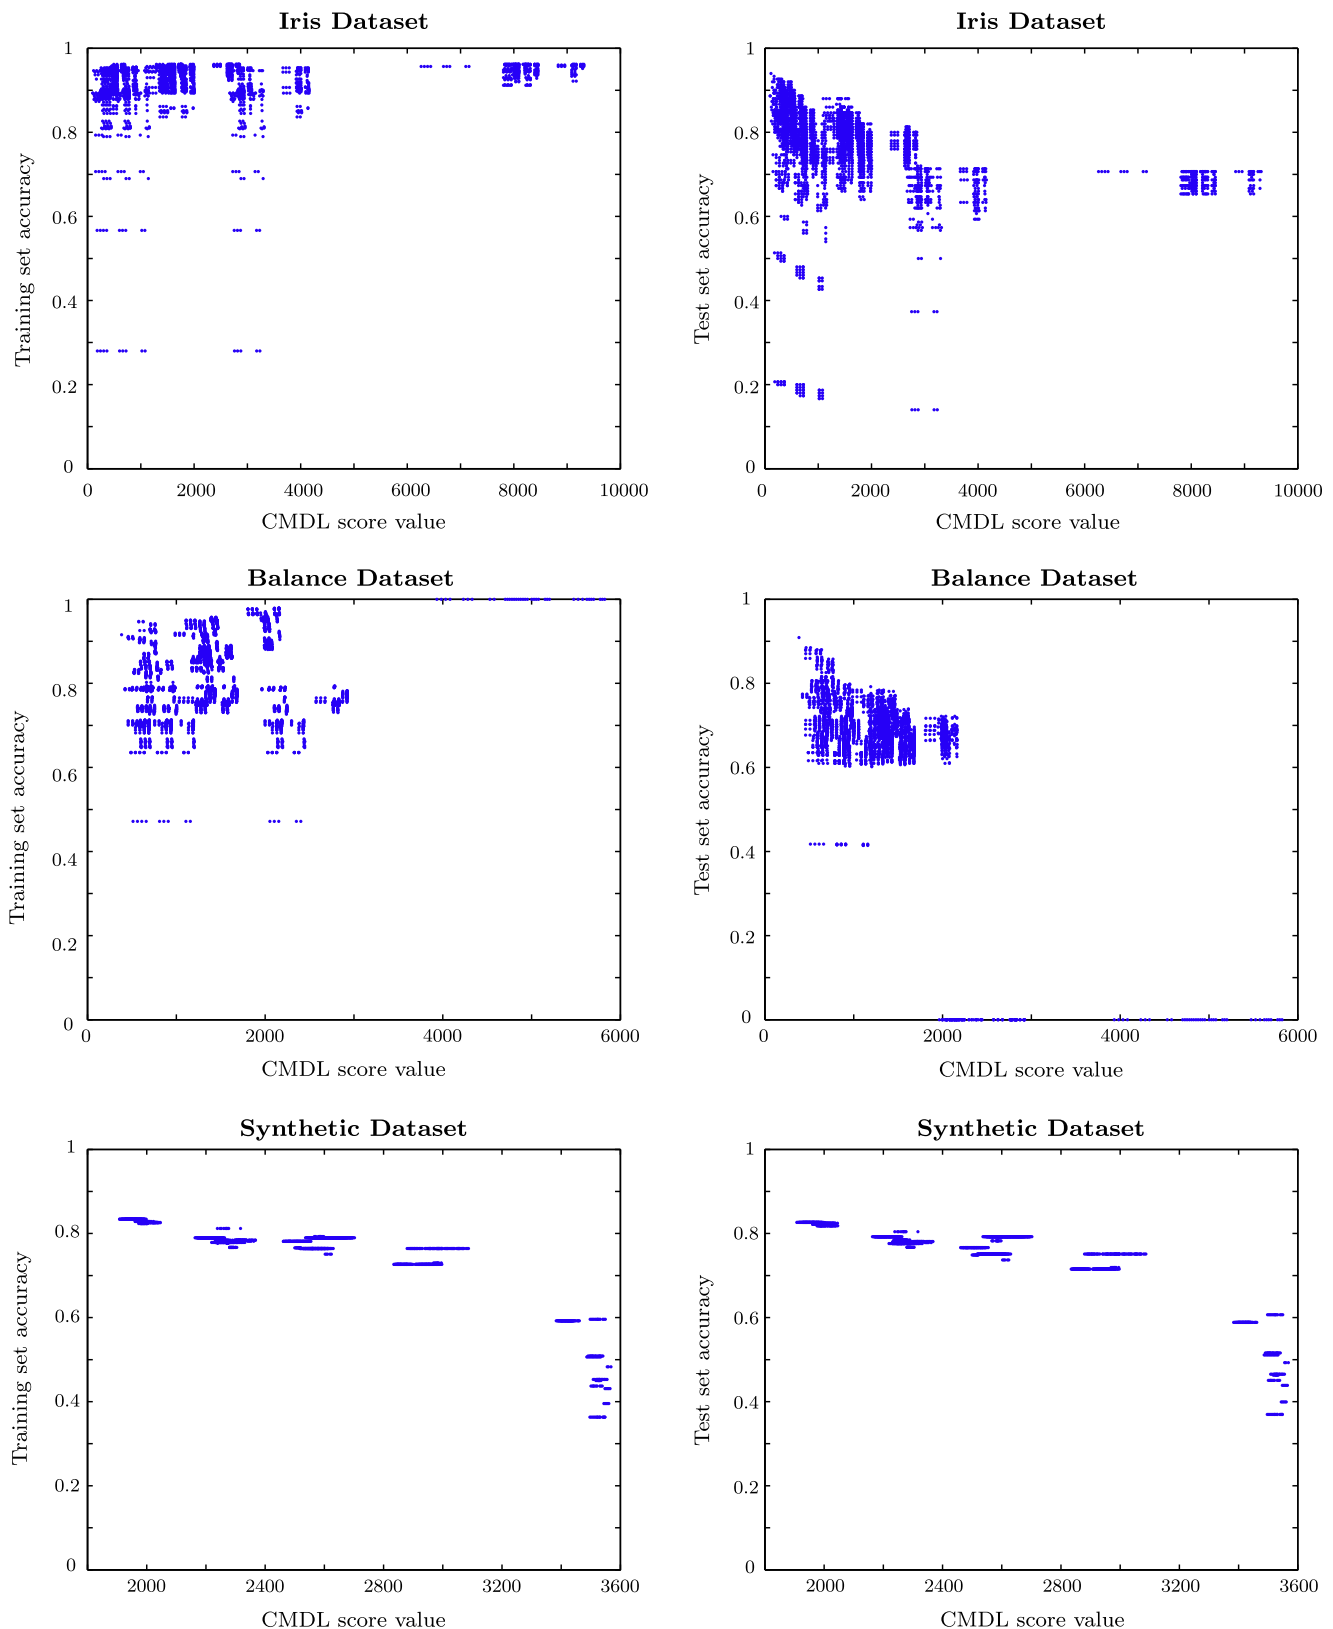 Iris Dataset
Training set accuracy
1
0.8
0.6
0.4
0.2
0
0 2000 4000 6000 8000 10000
CMDL score value
Iris Dataset
Test set accuracy
1
0.8
0.6
0.4
0.2
0
0 2000 4000 6000 8000 10000
CMDL score value
Balance Dataset
Training set accuracy
1
0.8
0.6
0.4
0.2
0
0 2000 4000 6000
CMDL score value
Balance Dataset
Test set accuracy
1
0.8
0.6
0.4
0.2
0
0 2000 4000 6000
CMDL score value
Synthetic Dataset
Training set accuracy
1
0.8
0.6
0.4
0.2
0
2000 2400 2800 3200 3600
CMDL score value
Synthetic Dataset
Test set accuracy
1
0.8
0.6
0.4
0.2
0
2000 2400 2800 3200 3600
CMDL score value